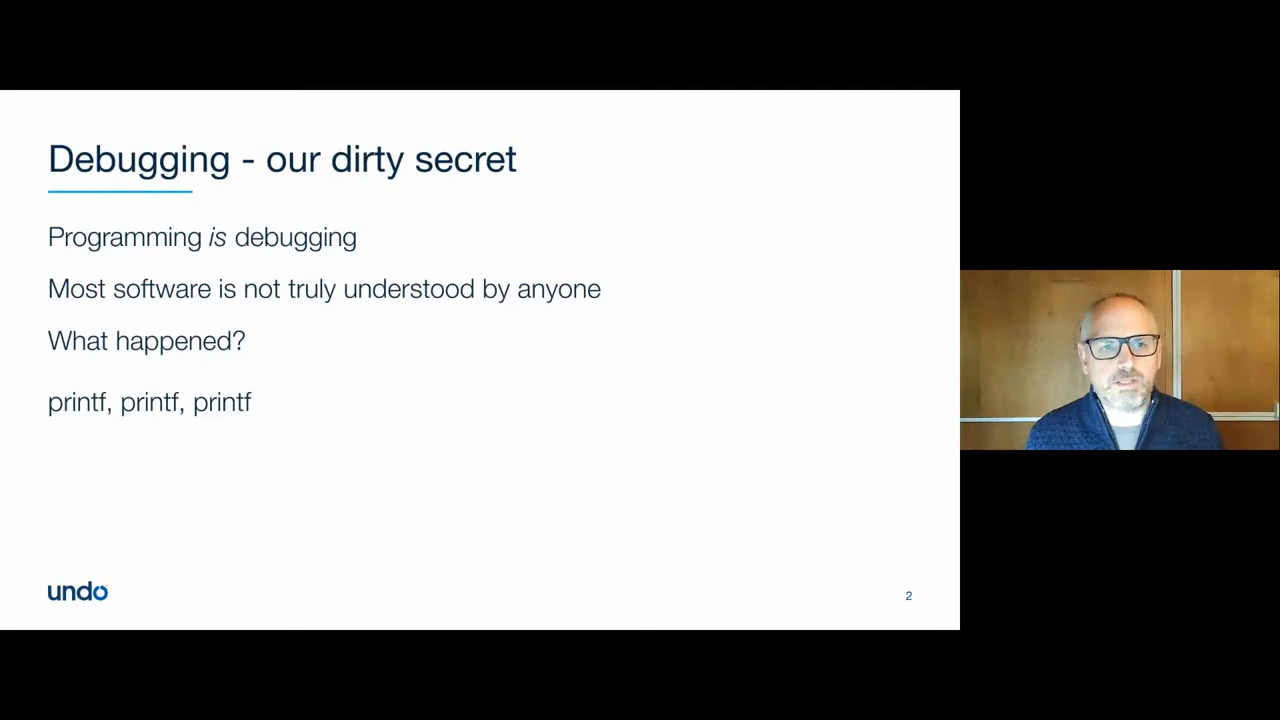 Debugging - our dirty secret
Programming is debugging
Most software is not truly understood by anyone
What happened?
printf, printf, printf
undo
2